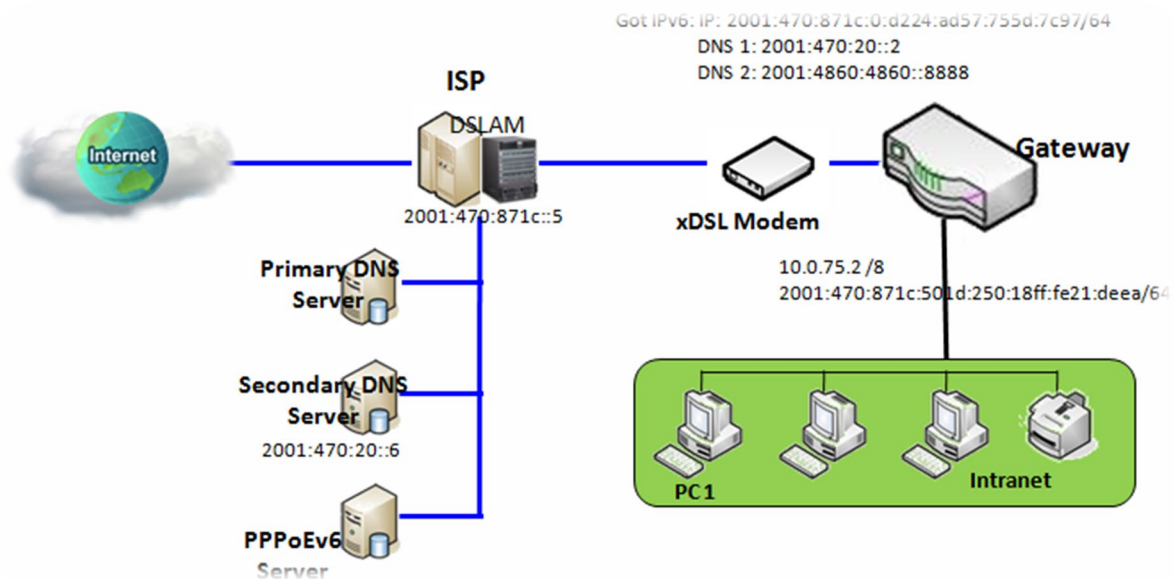 Got IPv6: IP: 2001:470:871c:0:d224:ad57:755d:7c97/64
DNS 1: 2001:470:20::2
DNS 2: 2001:4860:4860::8888
ISP
DSLAM
Internet
Gateway
2001:470:871c::5
xDSL Modem
Primary DNS
Server
10.0.75.2 /8
2001:470:871c:501d:250:18ff:fe21:deea/64
Secondary DNS
Server
2001:470:20::6
PC1
Intranet
PPPoEv6
Server